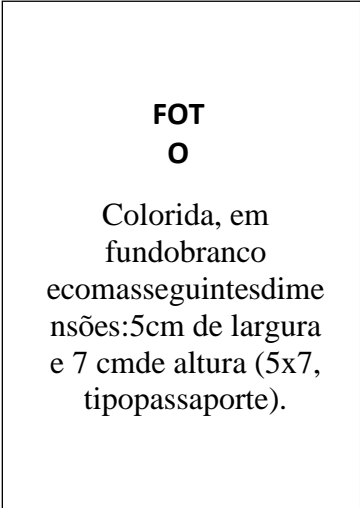 FOT
O
Colorida, em
fundobranco
ecomasseguintesdime
nsões:5cm de largura
e 7 cmde altura (5x7,
tipopassaporte).